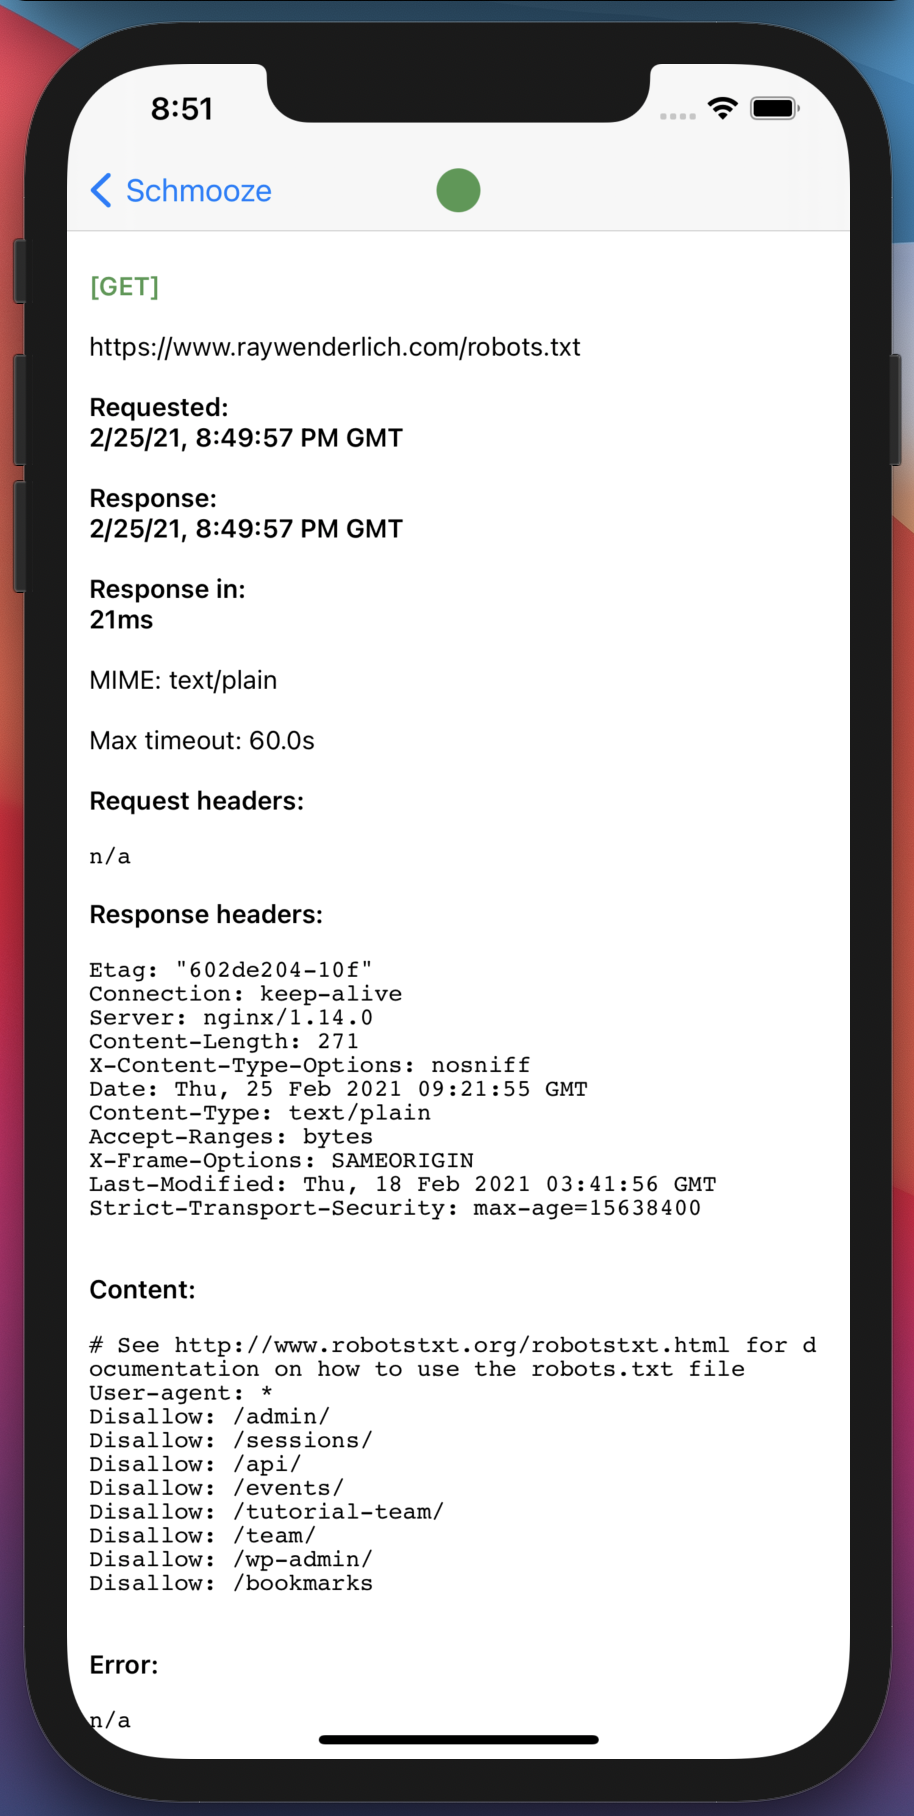 8:51
Schmooze
[GET]
https://www.raywenderlich.com/robots.txt
Requested:
2/25/21, 8:49:57 PM GMT
Response:
2/25/21, 8:49:57 PM GMT
Response in:
21ms
MIME: text/plain
Max timeout: 60.0s
Request headers:
n/a
Response headers:
Etag: "602de204-10f"
Connection: keep-alive
Server: nginx/1.14.0
Content-Length: 271
X-Content-Type-Options: nosniff
Date: Thu, 25 Feb 2021 09:21:55 GMT
Content-Type: text/plain
Accept-Ranges: bytes
X-Frame-Options: SAMEORIGIN
Last-Modified: Thu, 18 Feb 2021 03:41:56 GMT
Strict-Transport-Security: max-age=15638400
Content:
# See http://www.robotstxt.org/robotstxt.html for d
ocumentation on how to use the robots.txt file
User-agent: *
Disallow: /admin/
Disallow: /sessions/
Disallow: /api/
Disallow: /events/
Disallow: /tutorial-team/
Disallow: /team/
Disallow: /wp-admin/
Disallow: /bookmarks
Error:
n/a